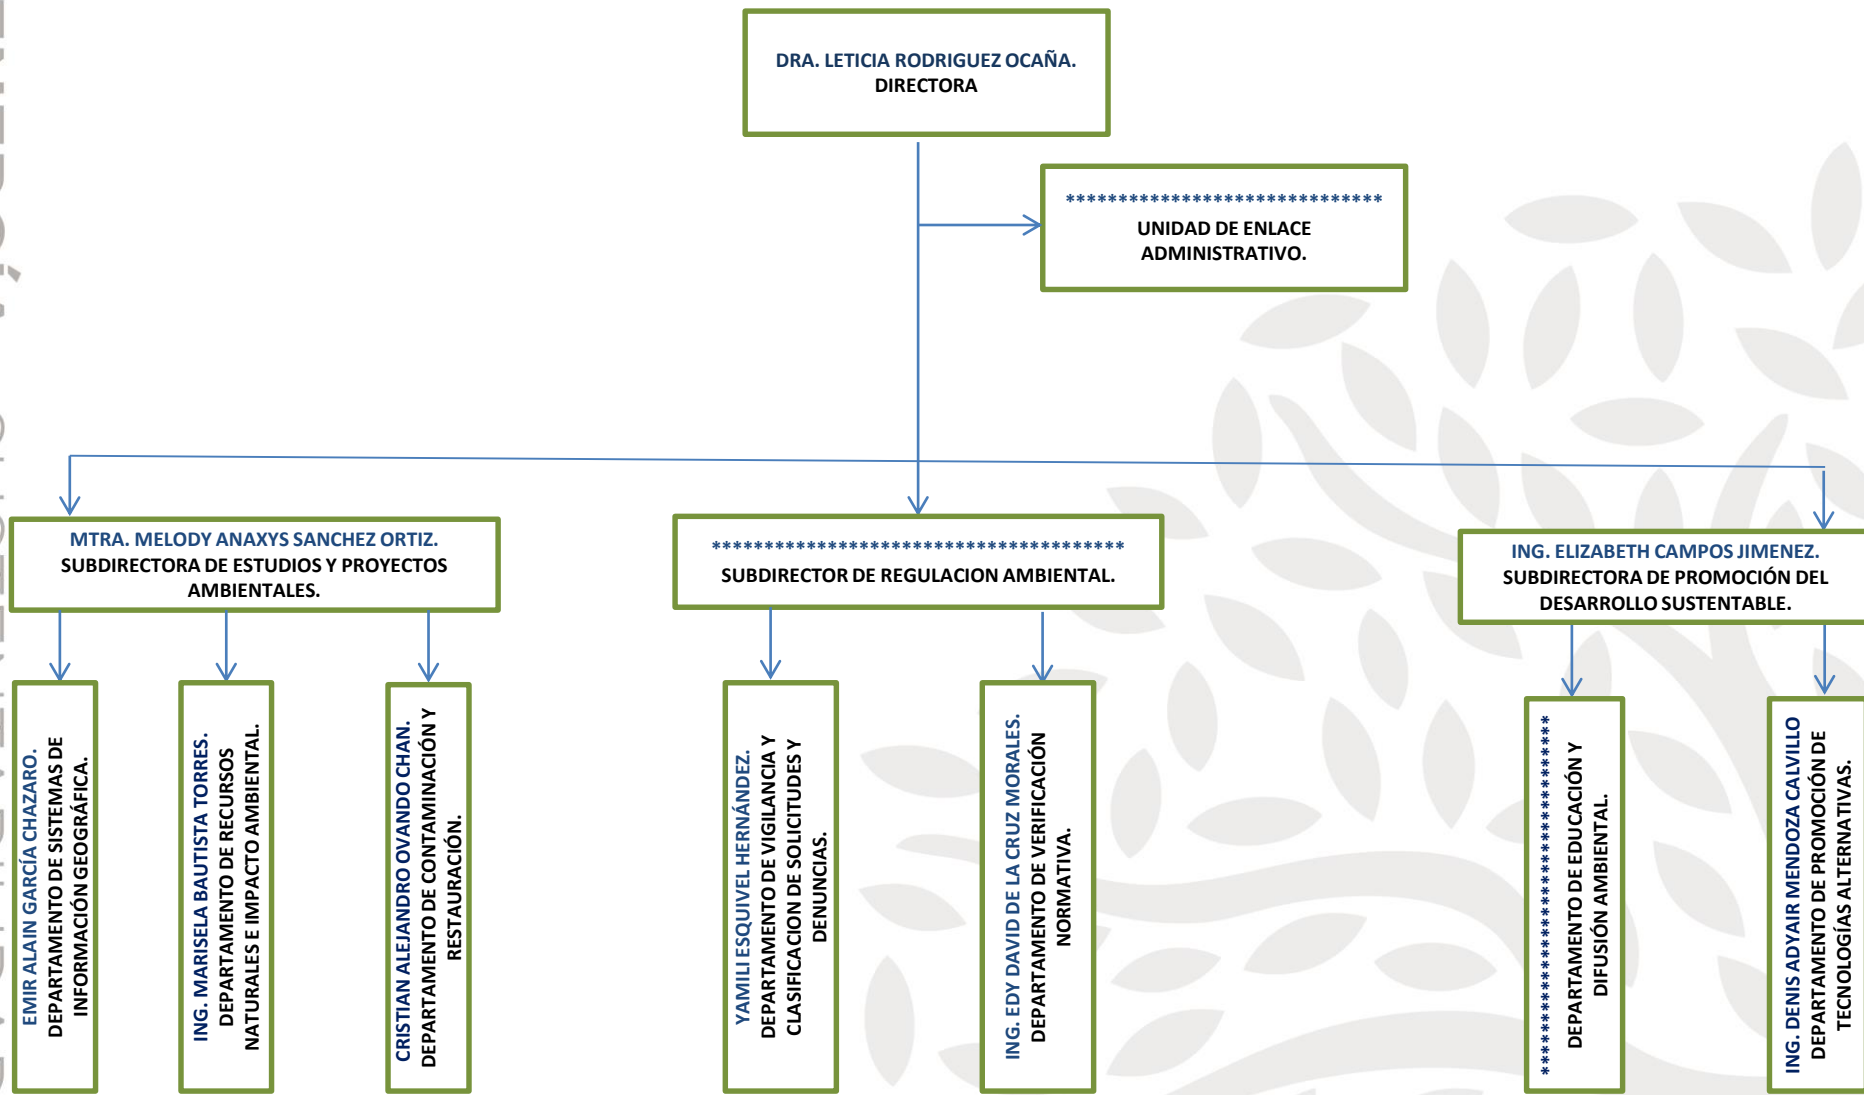 DRA. LETICIA RODRIGUEZ OCAÑA.
DIRECTORA
******************************
UNIDAD DE ENLACE
ADMINISTRATIVO.
MTRA. MELODY ANAXYS SANCHEZ ORTIZ.
SUBDIRECTORA DE ESTUDIOS Y PROYECTOS
AMBIENTALES.
***************************************
SUBDIRECTOR DE REGULACION AMBIENTAL.
ING. ELIZABETH CAMPOS JIMENEZ.
SUBDIRECTORA DE PROMOCIÓN DEL
DESARROLLO SUSTENTABLE.
EMIR ALAIN GARCÍA CHAZARO.
DEPARTAMENTO DE SISTEMAS DE
INFORMACIÓN GEOGRÁFICA.
ING. MARISELA BAUTISTA TORRES.
DEPARTAMENTO DE RECURSOS
NATURALES E IMPACTO AMBIENTAL.
CRISTIAN ALEJANDRO OVANDO CHAN.
DEPARTAMENTO DE CONTAMINACIÓN Y
RESTAURACIÓN.
YAMILI ESQUIVEL HERNÁNDEZ.
DEPARTAMENTO DE VIGILANCIA Y
CLASIFICACION DE SOLICITUDES Y
DENUNCIAS.
ING. EDY DAVID DE LA CRUZ MORALES.
DEPARTAMENTO DE VERIFICACIÓN
NORMATIVA.
**********************************
DEPARTAMENTO DE EDUCACIÓN Y
DIFUSIÓN AMBIENTAL.
ING. DENIS ADYAIR MENDOZA CALVILLO
DEPARTAMENTO DE PROMOCIÓN DE
TECNOLOGÍAS ALTERNATIVAS.